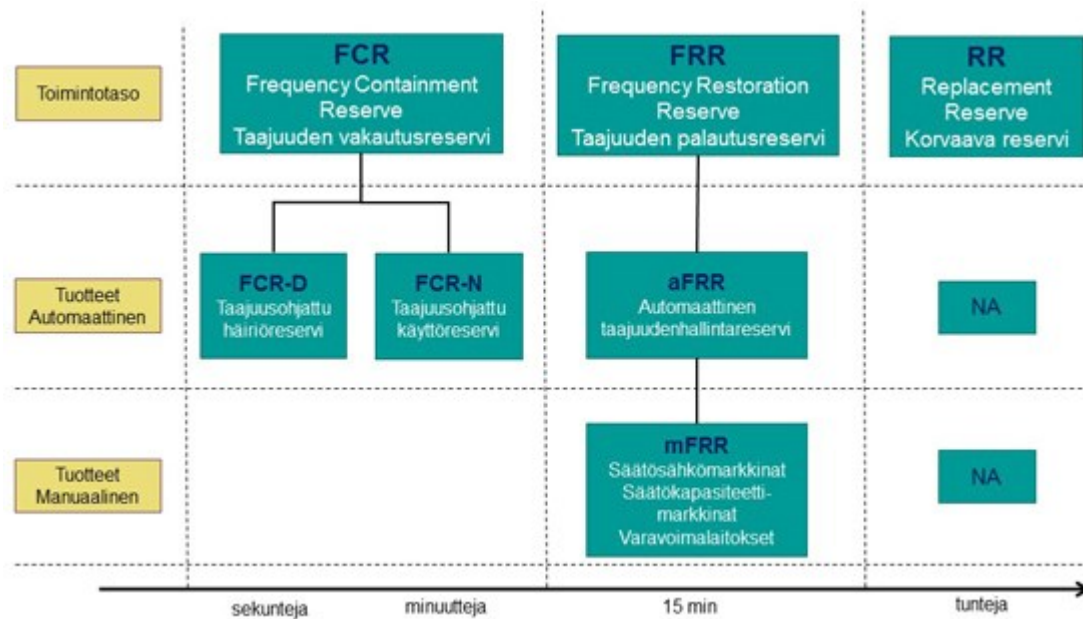 Toimintotaso
FCR
Frequency Containment
Reserve
Taajuuden vakautusreservi
FRR
Frequency Restoration
Reserve
Taajuuden palautusreservi
RR
Replacement
Reserve
Korvaava reservi
Tuotteet
Automaattinen
FCR-D
Taajuusohjattu
häiriöreservi
FCR-N
Taajuusohjattu
käyttöreservi
aFRR
Automaattinen
taajuudenhallintareservi
NA
Tuotteet
Manuaalinen
mFRR
Säätösähkömarkkinat
Säätökapasiteetti-
markkinat
Varavoimalaitokset
NA
sekunteja
minuutteja
15 min
tunteja